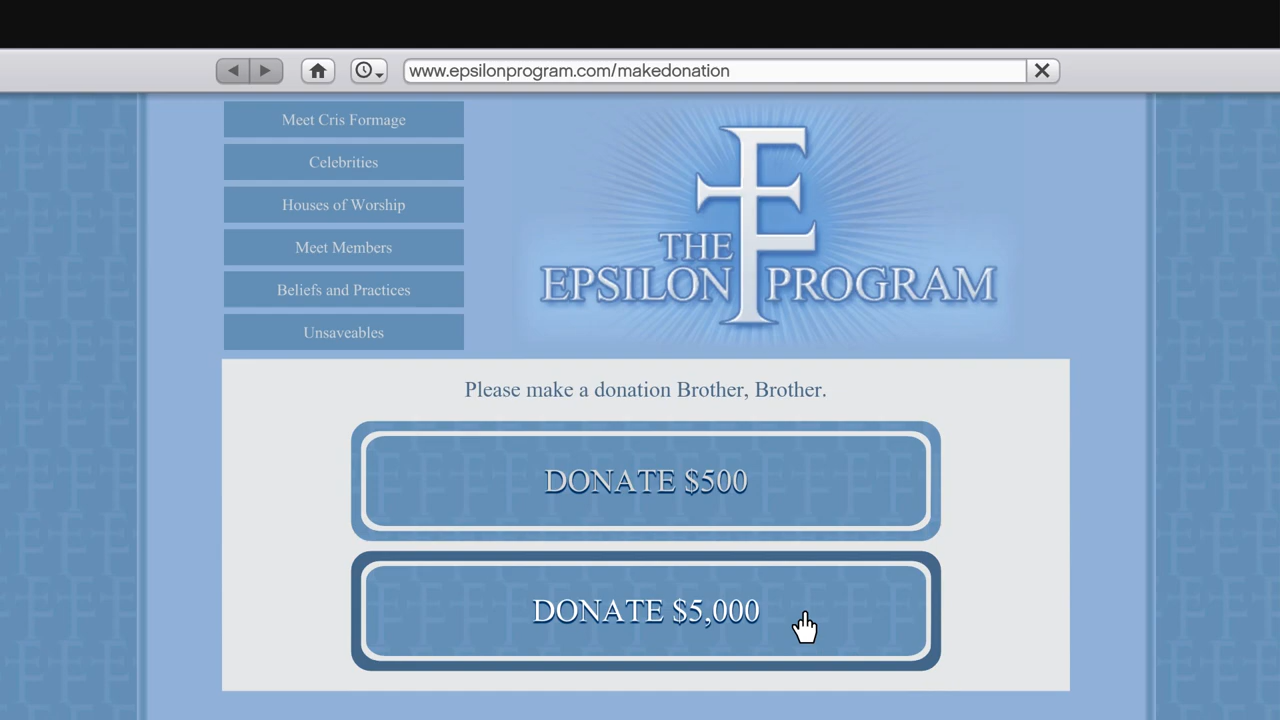 www.epsilonprogram.com/makedonation
Meet Cris Formage
Celebrities
Houses of Worship
Meet Members
Beliefs and Practices
Unsaveables
THE
EPSILON PROGRAM
Please make a donation Brother, Brother.
DONATE $500
DONATE $5,000